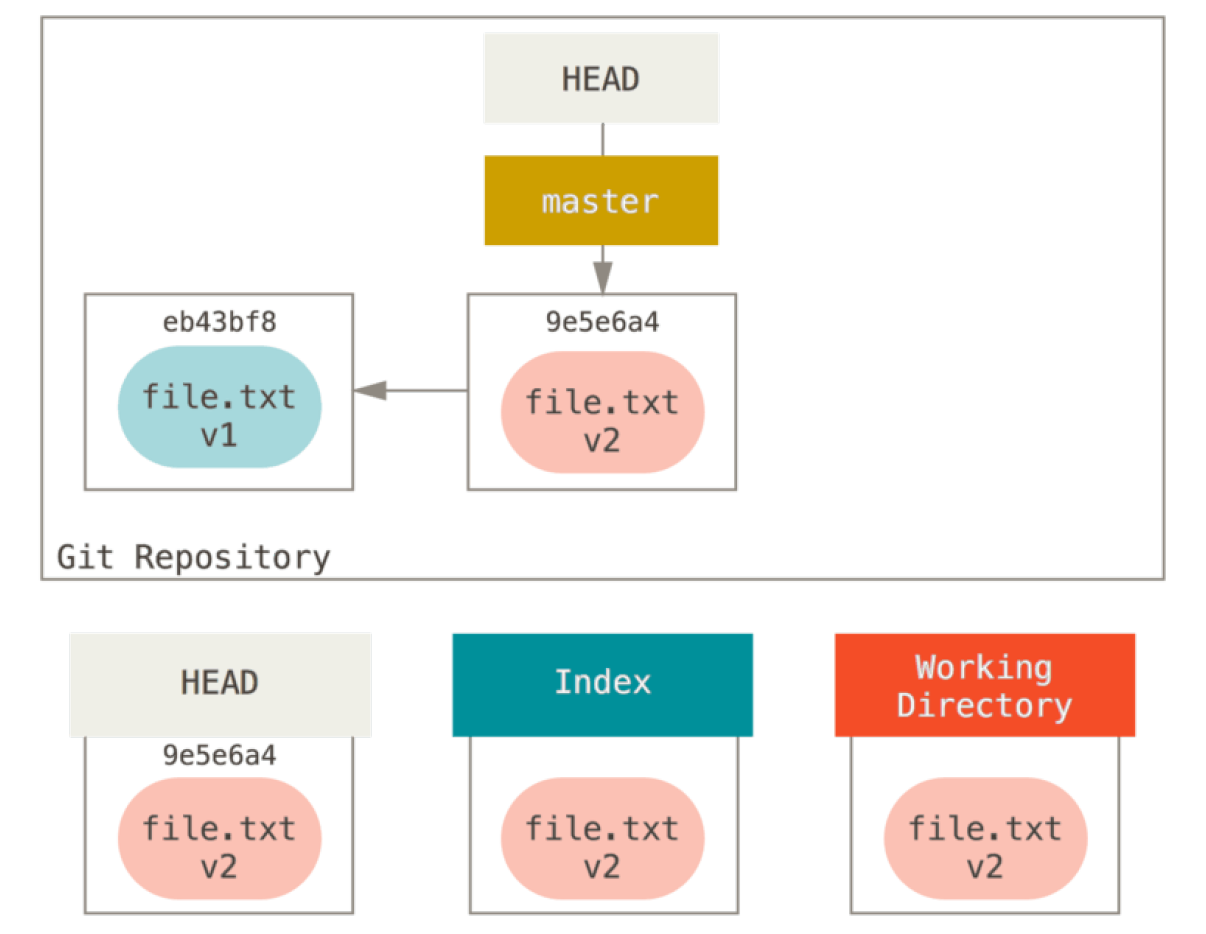 HEAD
master
eb43bf8
9e5e6a4
file.txt
v1
file.txt
v2
Git Repository
HEAD
Index
Working
Directory
9e5e6a4
file.txt
v2
file.txt
v2
file.txt
v2